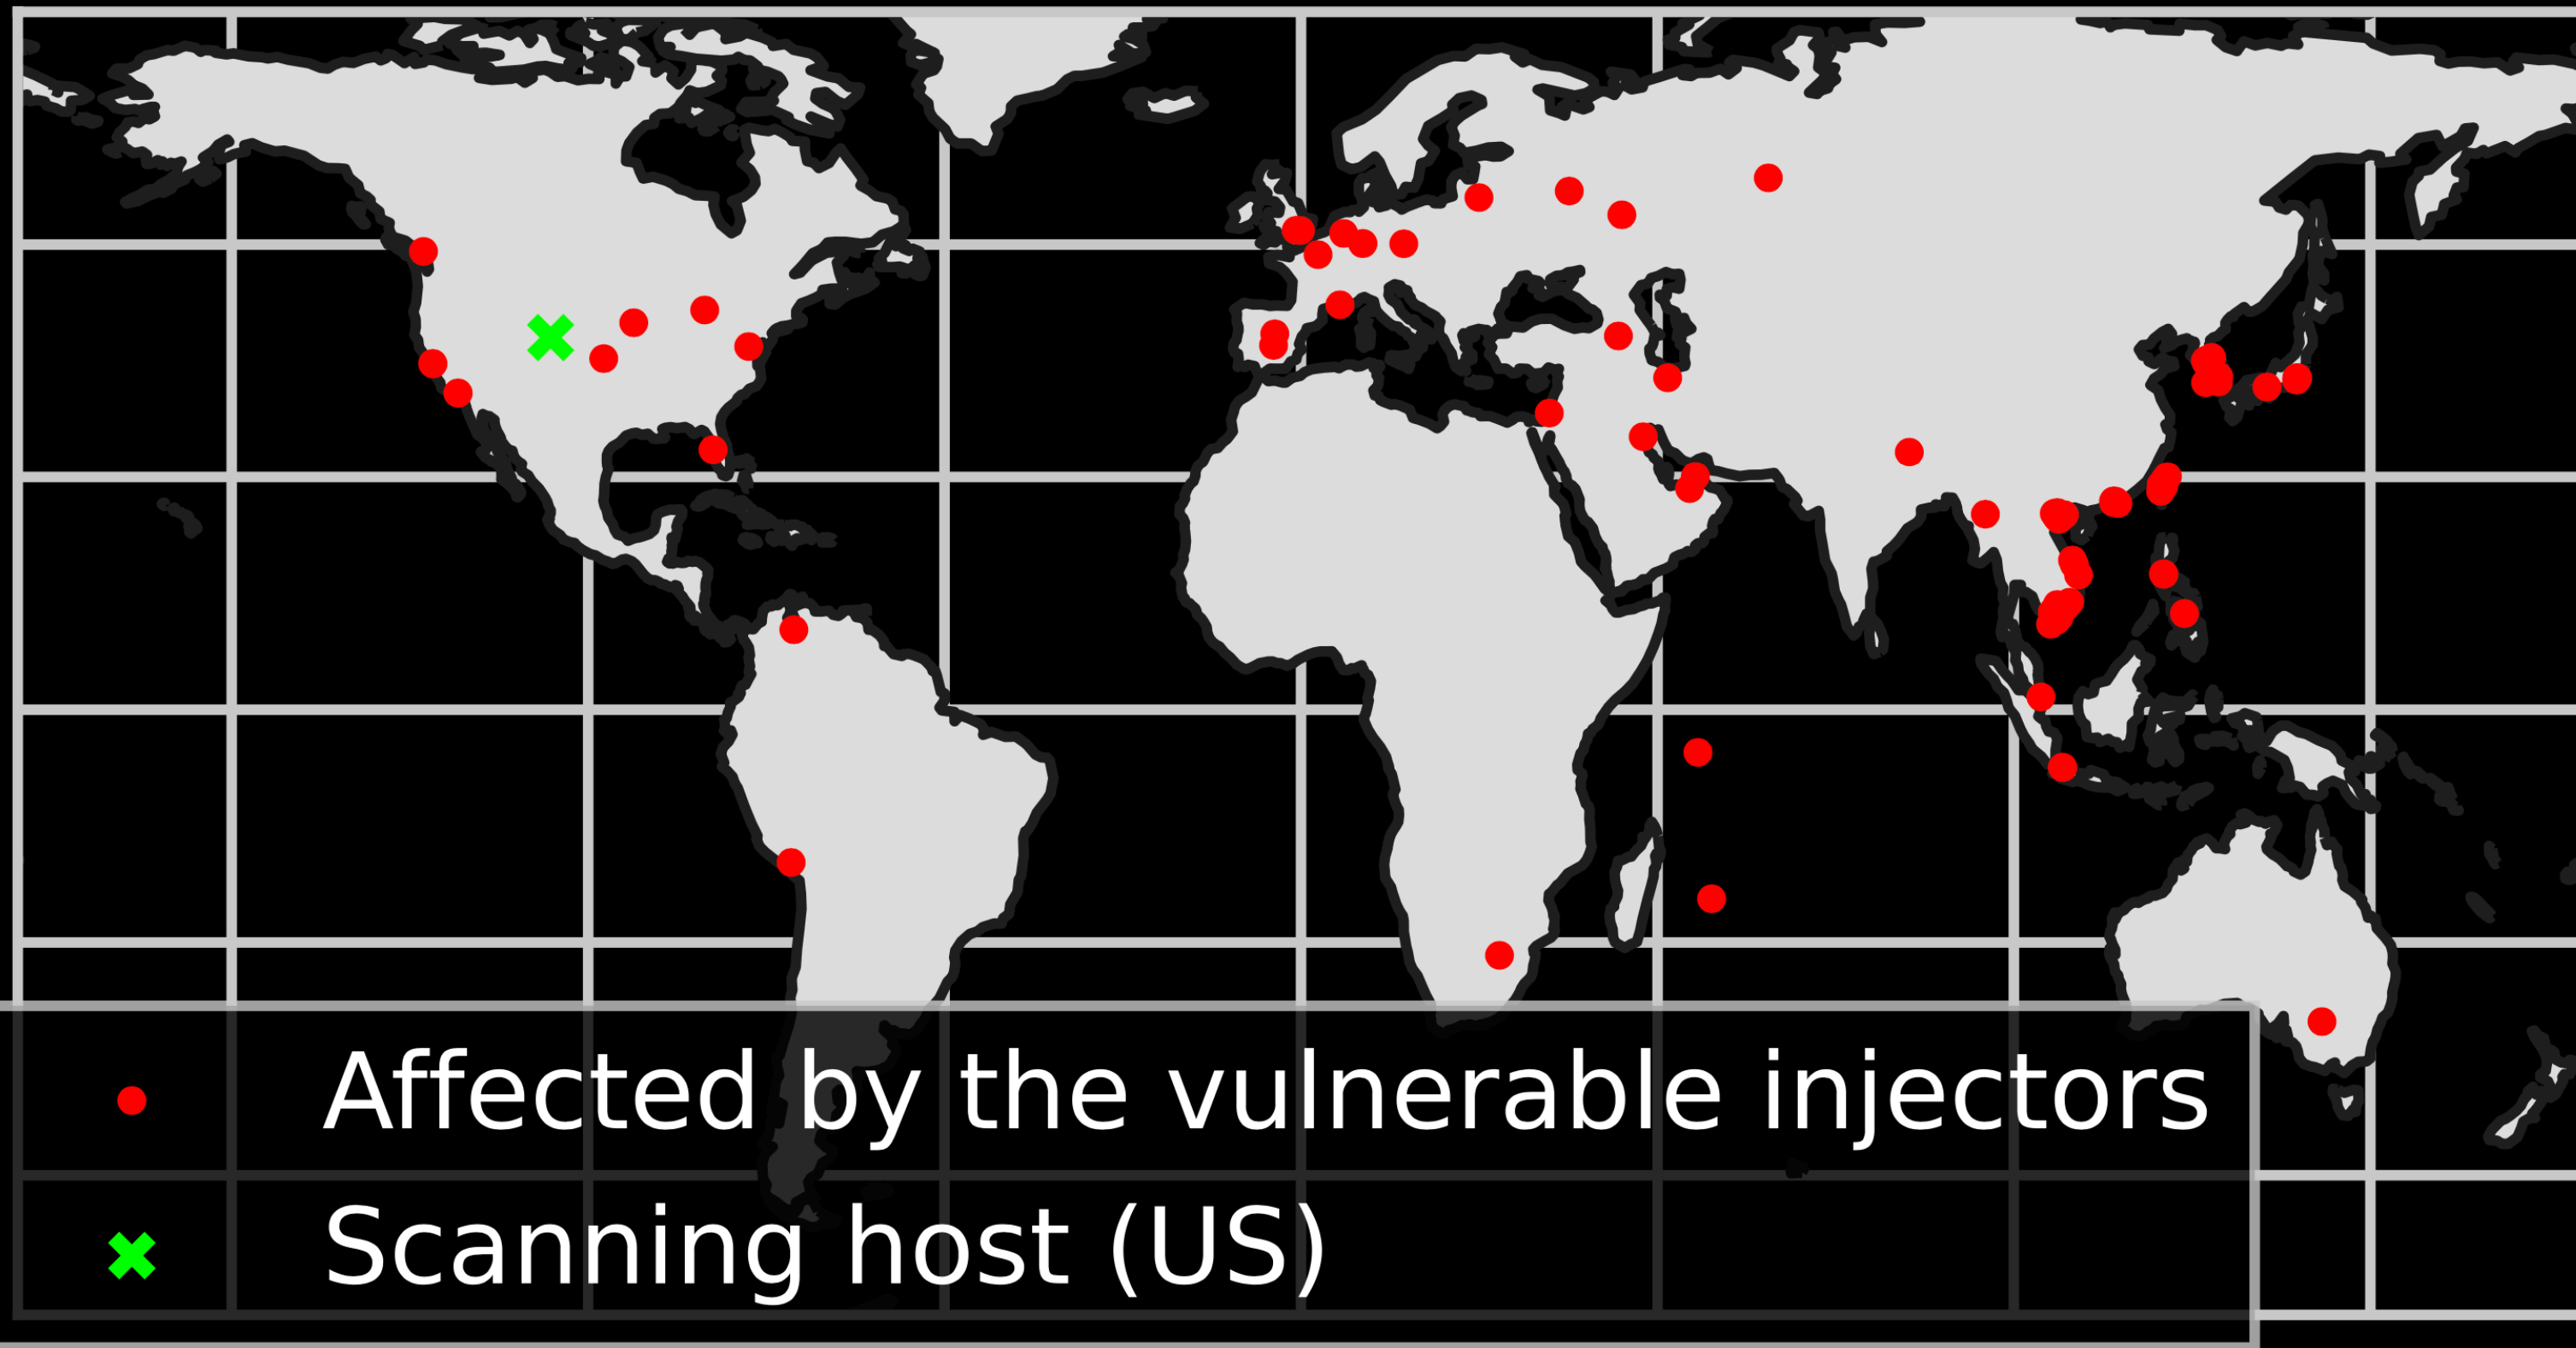 Affected by the vulnerable injectors
Scanning host (US)